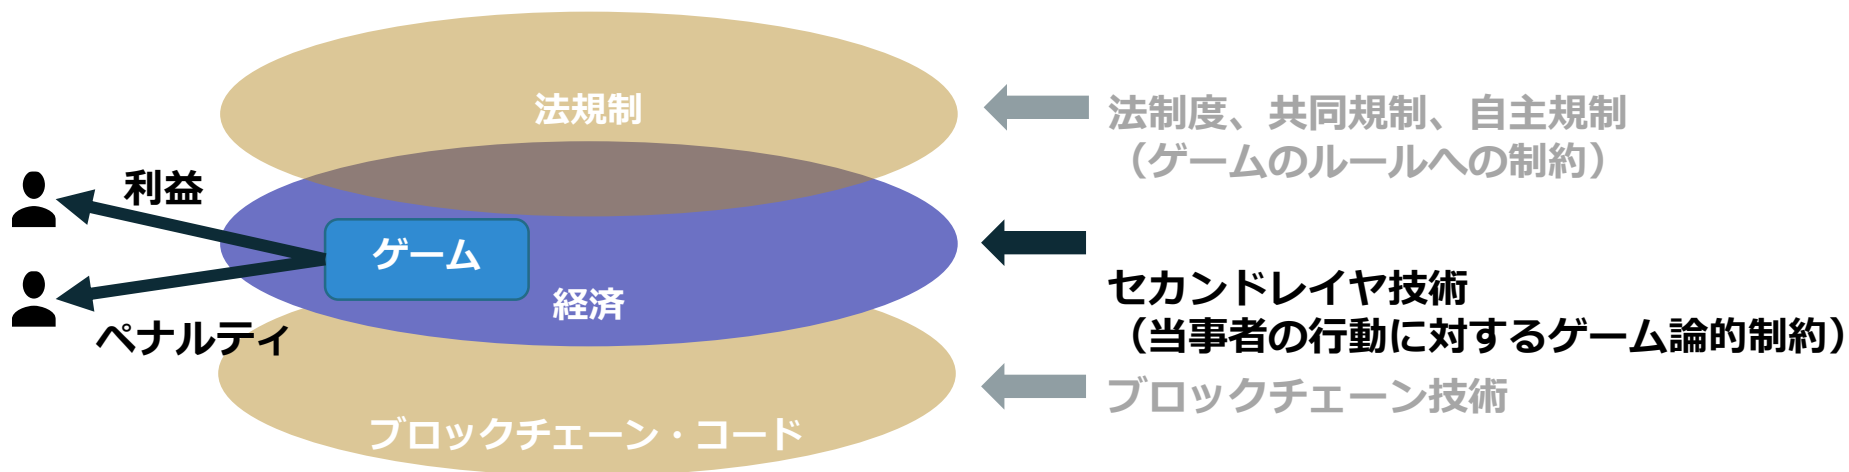 法規制
法制度、共同規制、自主規制
（ゲームのルールへの制約）
利益
ゲーム
経済
ペナルティ
セカンドレイヤ技術
（当事者の行動に対するゲーム論的制約）
ブロックチェーン技術
ブロックチェーン・コード